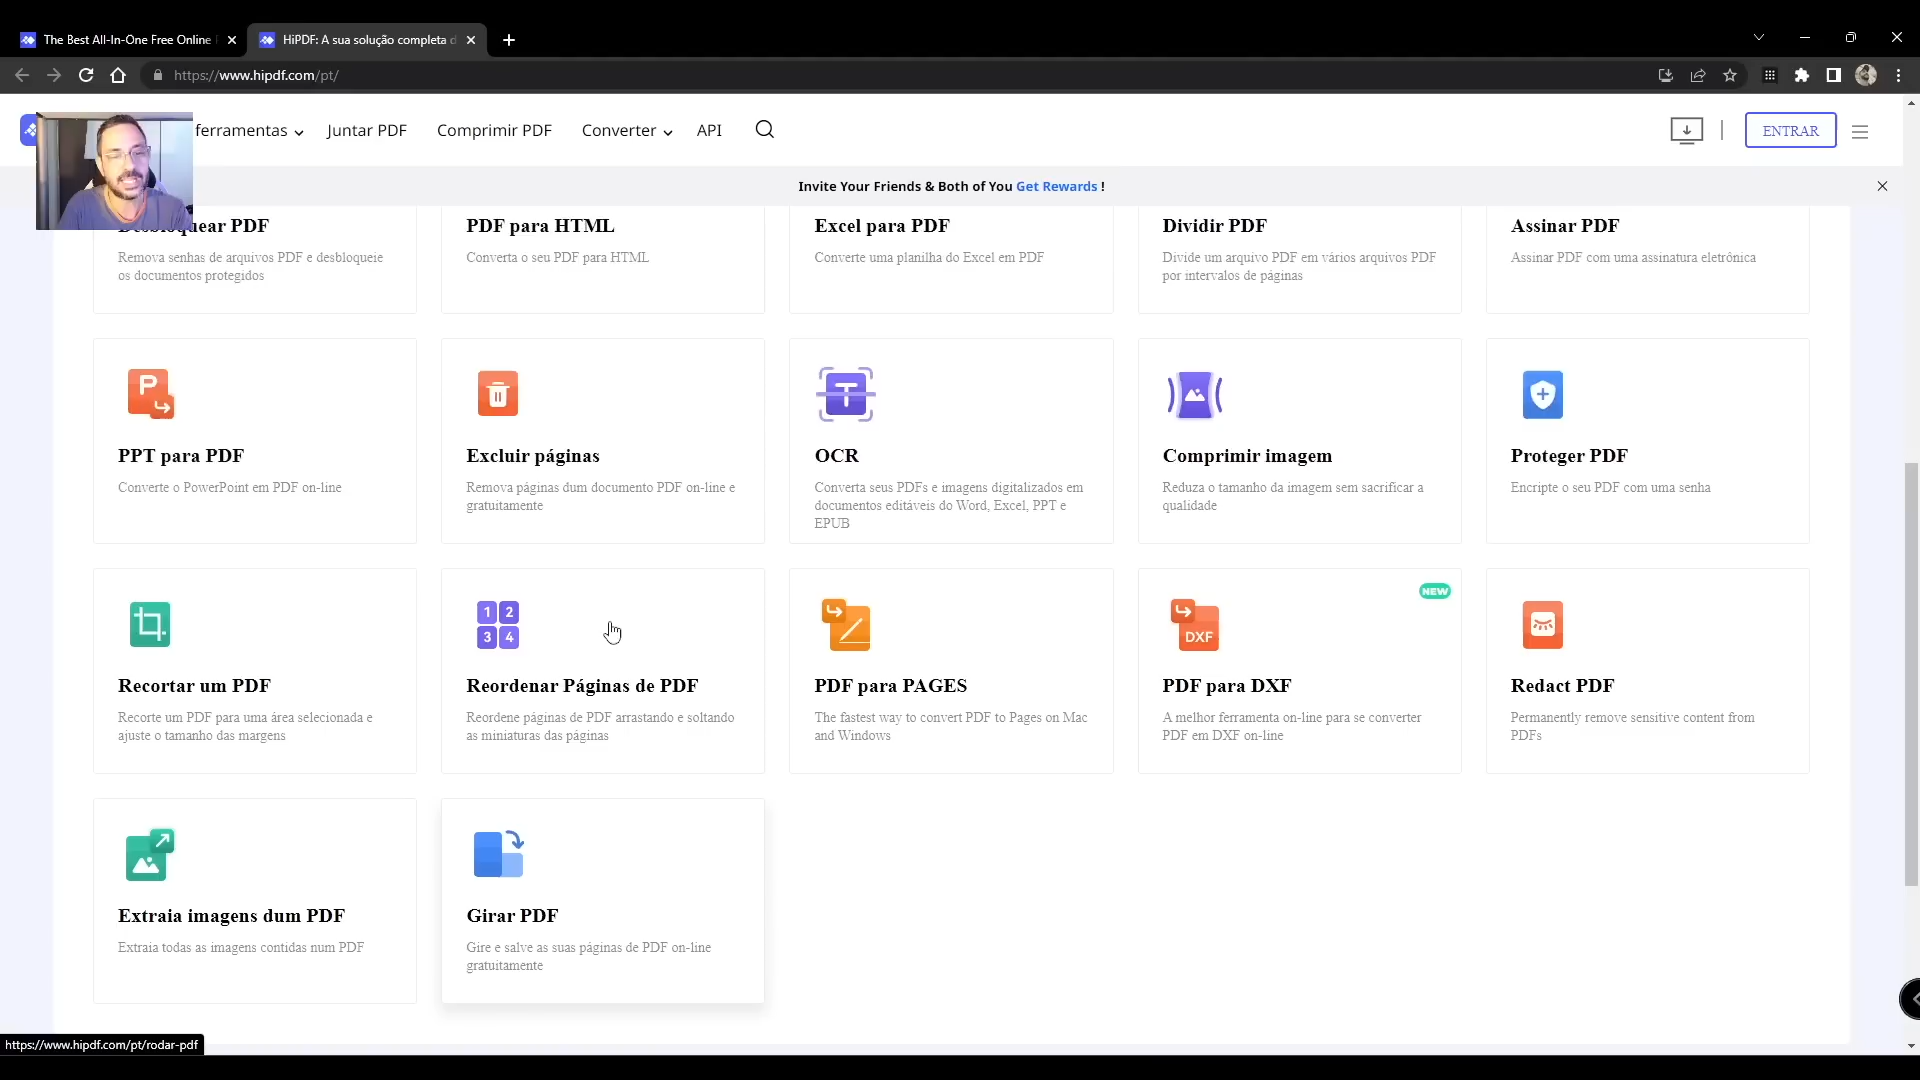 The Best All-In-One Free Online
HiPDF: A sua solução completa d
https://www.hipdf.com/pt/
ferramentas
Juntar PDF
Comprimir PDF
Converter
API
ENTRAR
Invite Your Friends & Both of You Get Rewards !
Desbloquear PDF
Remova senhas de arquivos PDF e desbloqueie
os documentos protegidos
PDF para HTML
Converta o seu PDF para HTML
Excel para PDF
Converte uma planilha do Excel em PDF
Dividir PDF
Divide um arquivo PDF em vários arquivos PDF
por intervalos de páginas
Assinar PDF
Assinar PDF com uma assinatura eletrônica
P
PPT para PDF
Converte o PowerPoint em PDF on-line
Excluir páginas
Remova páginas dum documento PDF on-line e
gratuitamente
T
OCR
Converta seus PDFs e imagens digitalizados em
documentos editáveis do Word, Excel, PPT e
EPUB
Comprimir imagem
Reduza o tamanho da imagem sem sacrificar a
qualidade
Proteger PDF
Encripte o seu PDF com uma senha
Recortar um PDF
Recorte um PDF para uma área selecionada e
ajuste o tamanho das margens
1 2
3 4
Reordenar Páginas de PDF
Reordene páginas de PDF arrastando e soltando
as miniaturas das páginas
PDF para PAGES
The fastest way to convert PDF to Pages on Mac
and Windows
NEW
DXF
PDF para DXF
A melhor ferramenta on-line para se converter
PDF em DXF on-line
Redact PDF
Permanently remove sensitive content from
PDFs
Extraia imagens dum PDF
Extraia todas as imagens contidas num PDF
Girar PDF
Gire e salve as suas páginas de PDF on-line
gratuitamente
https://www.hipdf.com/pt/rodar-pdf